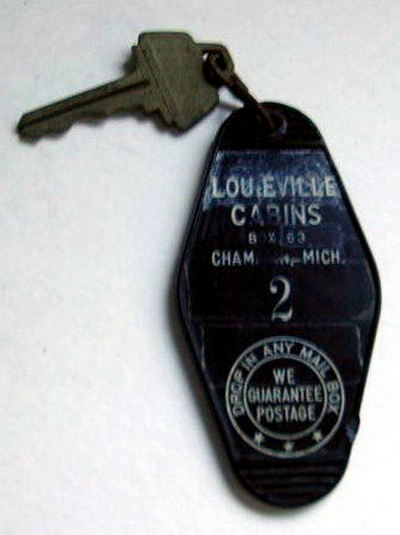 LOUIEVILLE
CABINS
BOX 63
MICH.
2
DROP IN ANY MAIL BOX
WE
GUARANTEE
POSTAGE